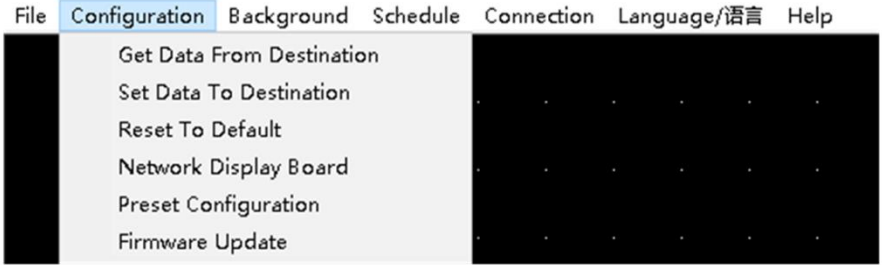 File Configuration Background Schedule Connection Language/语言 Help
Get Data From Destination
Set Data To Destination
Reset To Default
Network Display Board
Preset Configuration
Firmware Update